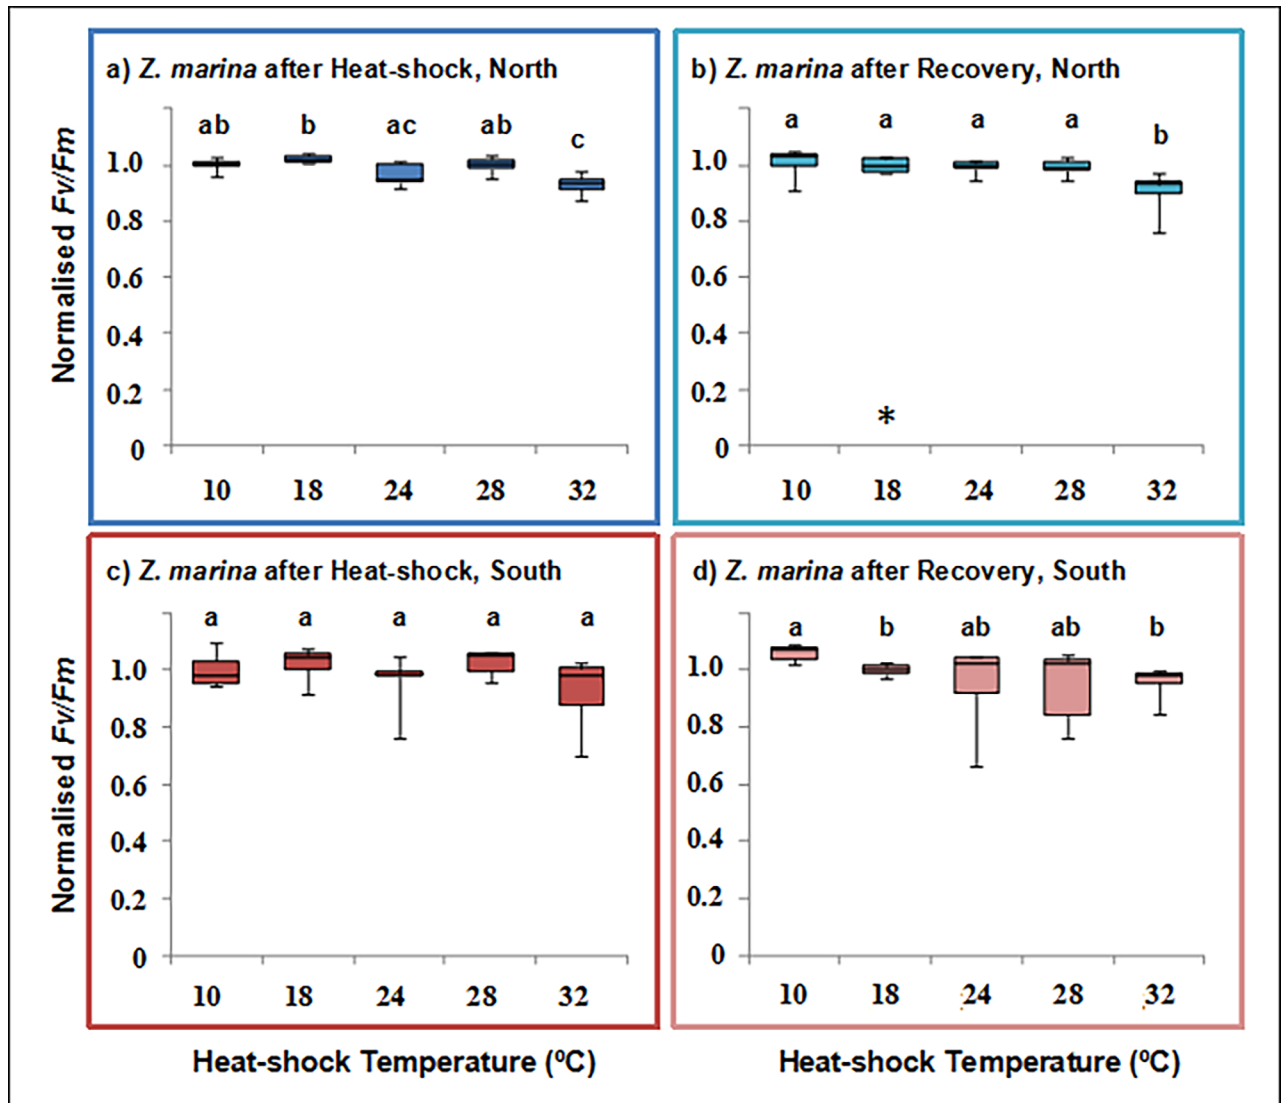 a) Z. marina after Heat-shock, North
Normalised Fv/Fm
ab b ac ab c
1.0
0.8
0.6
0.4
0.2
0
10 18 24 28 32
b) Z. marina after Recovery, North
a a a a b
1.0
0.8
0.6
0.4
0.2
*
0
10 18 24 28 32
c) Z. marina after Heat-shock, South
Normalised Fv/Fm
a a a a a
1.0
0.8
0.6
0.4
0.2
0
10 18 24 28 32
Heat-shock Temperature (⁰C)
d) Z. marina after Recovery, South
a b ab ab b
1.0
0.8
0.6
0.4
0.2
0
10 18 24 28 32
Heat-shock Temperature (⁰C)